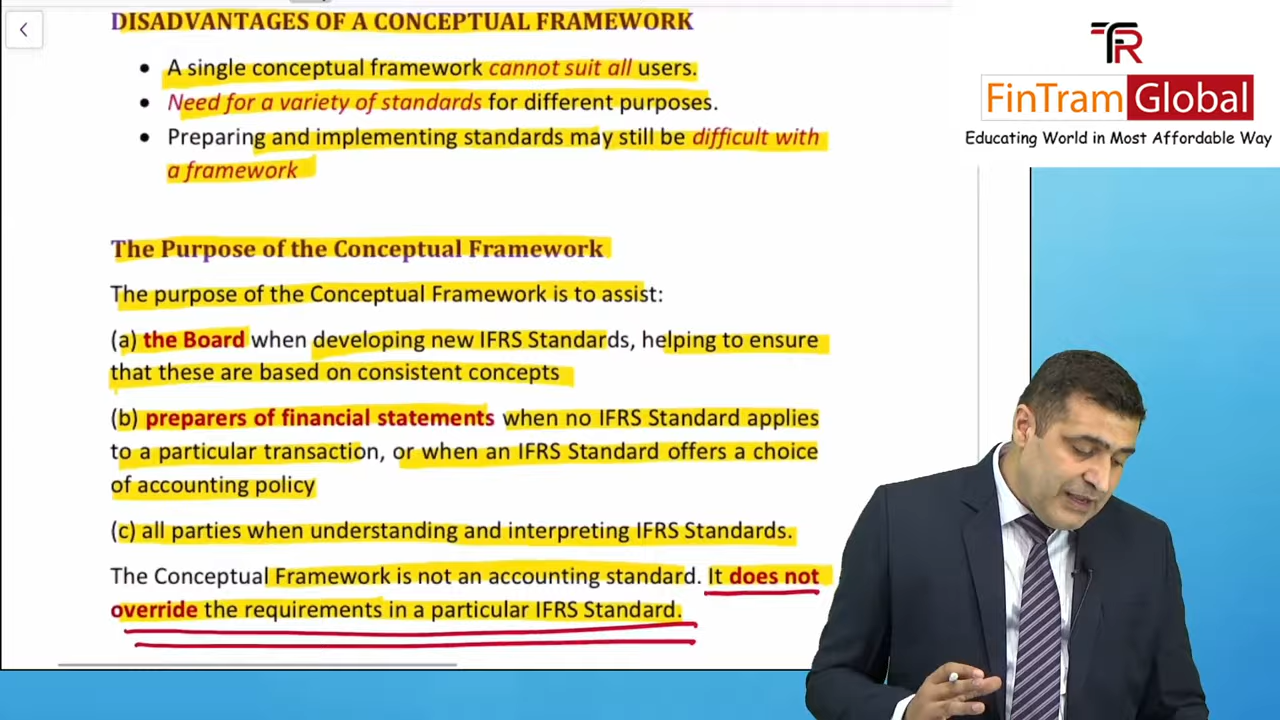 DISADVANTAGES OF A CONCEPTUAL FRAMEWORK
• A single conceptual framework cannot suit all users.
• Need for a variety of standards for different purposes.
• Preparing and implementing standards may still be difficult with
a framework
The Purpose of the Conceptual Framework
The purpose of the Conceptual Framework is to assist:
(a) the Board when developing new IFRS Standards, helping to ensure
that these are based on consistent concepts
(b) preparers of financial statements when no IFRS Standard applies
to a particular transaction, or when an IFRS Standard offers a choice
of accounting policy
(c) all parties when understanding and interpreting IFRS Standards.
The Conceptual Framework is not an accounting standard. It does not
override the requirements in a particular IFRS Standard.
FR
FinTram Global
Educating World in Most Affordable Way